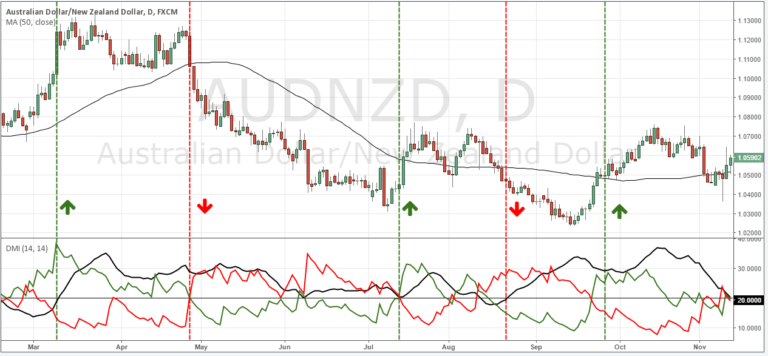 Australian Dollar/New Zealand Dollar, D, FXCM
MA (50, close)
AUDNZD, D
Australian Dollar/New Zealand Dollar
1.13000
1.12000
1.11000
1.10000
1.09000
1.08000
1.07000
1.05000
1.04000
1.03000
1.02000
DMI (14, 14)
40.0000
30.0000
20.0000
10.0000
Mar
Apr
May
Jun
Jul
Aug
Sep
Oct
Nov